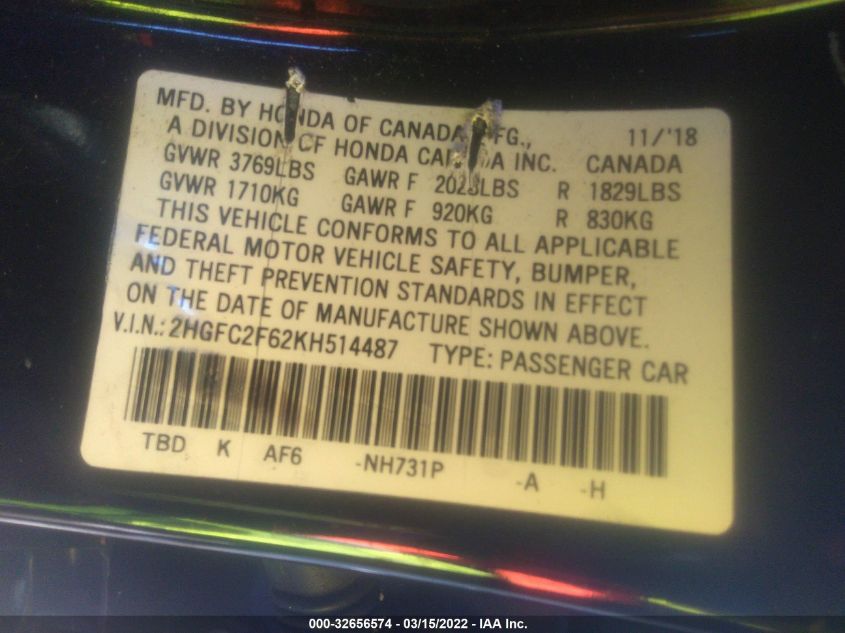 MFD. BY HONDA OF CANADA MFG., 11/'18
A DIVISION OF HONDA CANADA INC. CANADA
GVWR 3769LBS GAWR F 2028LBS R 1829LBS
GVWR 1710KG GAWR F 920KG R 830KG
THIS VEHICLE CONFORMS TO ALL APPLICABLE
FEDERAL MOTOR VEHICLE SAFETY, BUMPER,
AND THEFT PREVENTION STANDARDS IN EFFECT
ON THE DATE OF MANUFACTURE SHOWN ABOVE.
V.I.N.: 2HGFC2F62KH514487 TYPE: PASSENGER CAR
TBD K AF6 -NH731P -A -H
000-32656574 — 03/15/2022 - IAA Inc.